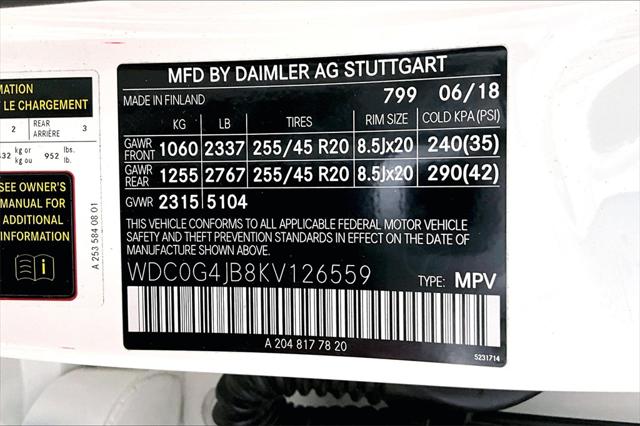 MATION
T LE CHARGEMENT
2 REAR ARRIÈRE 3
432 kg or kg ou 952 lbs. lb.
SEE OWNER'S
MANUAL FOR
ADDITIONAL
INFORMATION
A 253 584 08 01
MFD BY DAIMLER AG STUTTGART
MADE IN FINLAND 799 06/18
KG LB TIRES RIM SIZE COLD KPA (PSI)
GAWR FRONT 1060 2337 255/45 R20 8.5Jx20 240(35)
GAWR REAR 1255 2767 255/45 R20 8.5Jx20 290(42)
GVWR 2315 5104
THIS VEHICLE CONFORMS TO ALL APPLICABLE FEDERAL MOTOR VEHICLE
SAFETY AND THEFT PREVENTION STANDARDS IN EFFECT ON THE DATE OF
MANUFACTURE SHOWN ABOVE.
WDC0G4JB8KV126559 TYPE: MPV
A 204 817 78 20
5231714